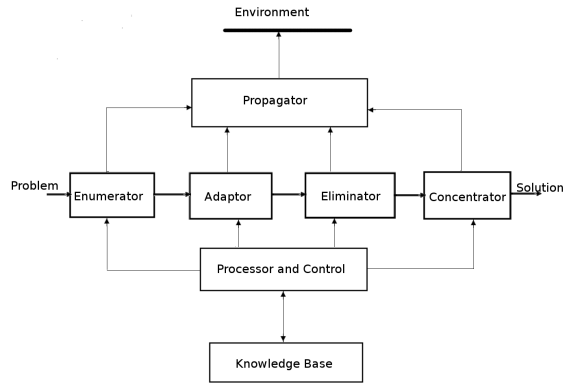 Environment
Propagator
Problem
Enumerator
Adaptor
Eliminator
Concentrator
Solution
Processor and Control
Knowledge Base